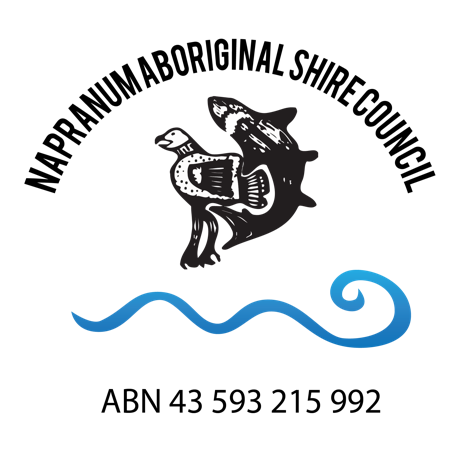 NAPRANUM ABORIGINAL SHIRE COUNCIL
ABN 43 593 215 992